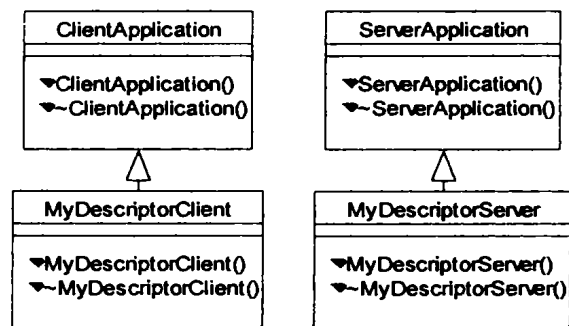 ClientApplication
ClientApplication()
~ClientApplication()
ServerApplication
ServerApplication()
~ServerApplication()
MyDescriptorClient
MyDescriptorClient()
~MyDescriptorClient()
MyDescriptorServer
MyDescriptorServer()
~MyDescriptorServer()